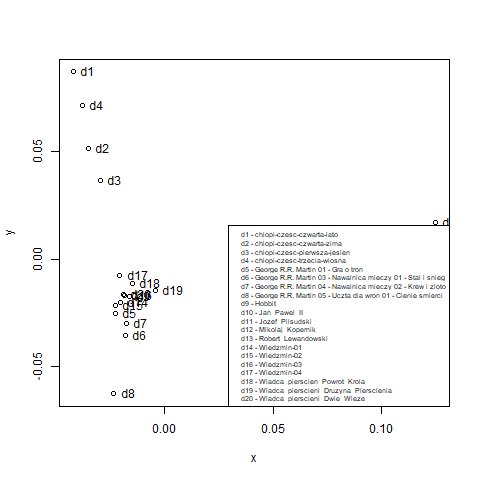 d1
d4
d2
d3
d
d17
d18
d19
d14
d15
d5
d7
d6
d8
y
0.05
0.00
-0.05
d1 - chlopi-czesc-czwarta-lato
d2 - chlopi-czesc-czwarta-zima
d3 - chlopi-czesc-pierwsza-jesien
d4 - chlopi-czesc-trzecia-wiosna
d5 - George R.R. Martin 01 - Gra o tron
d6 - George R.R. Martin 03 - Nawalnica mieczy 01 - Stal i snieg
d7 - George R.R. Martin 04 - Nawalnica mieczy 02 - Krew i zloto
d8 - George R.R. Martin 05 - Uczta dla wron 01 - Cienie smierci
d9 - Hobbit
d10 - Jan Pawel II
d11 - Jozef Pilsudski
d12 - Mikolaj Kopernik
d13 - Robert Lewandowski
d14 - Wiedzmin-01
d15 - Wiedzmin-02
d16 - Wiedzmin-03
d17 - Wiedzmin-04
d18 - Wladca pierscien Powrot Krola
d19 - Wladca pierscieni Druzyna Pierscienia
d20 - Wladca pierscieni Dwie Wieze
0.00
0.05
0.10
x